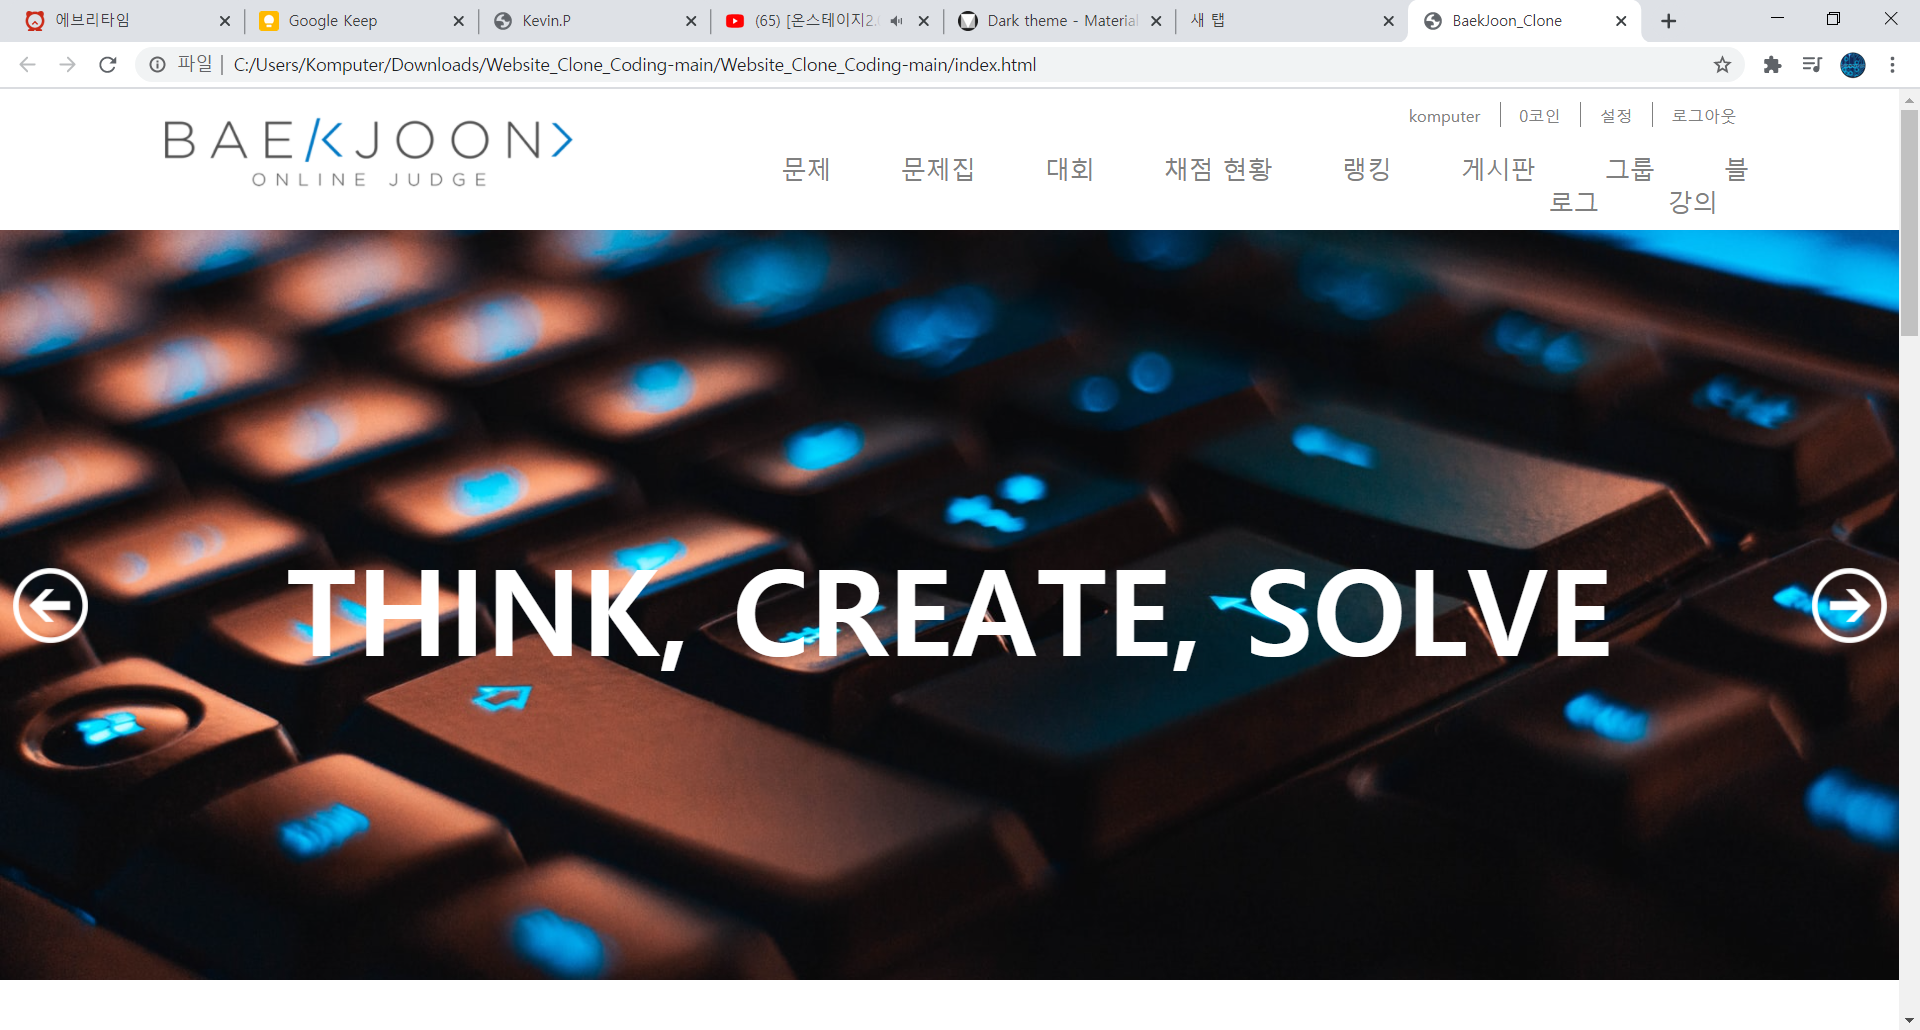 에브리타임
Google Keep
Kevin.P
(65) [온스테이지2.
Dark theme - Material
새 탭
BaekJoon_Clone
파일 | C:/Users/Komputer/Downloads/Website_Clone_Coding-main/Website_Clone_Coding-main/index.html
komputer 0코인 설정 로그아웃
BAEKJOON>
ONLINE JUDGE
문제 문제집 대회 채점 현황 랭킹 게시판 그룹 블
로그 강의
THINK, CREATE, SOLVE